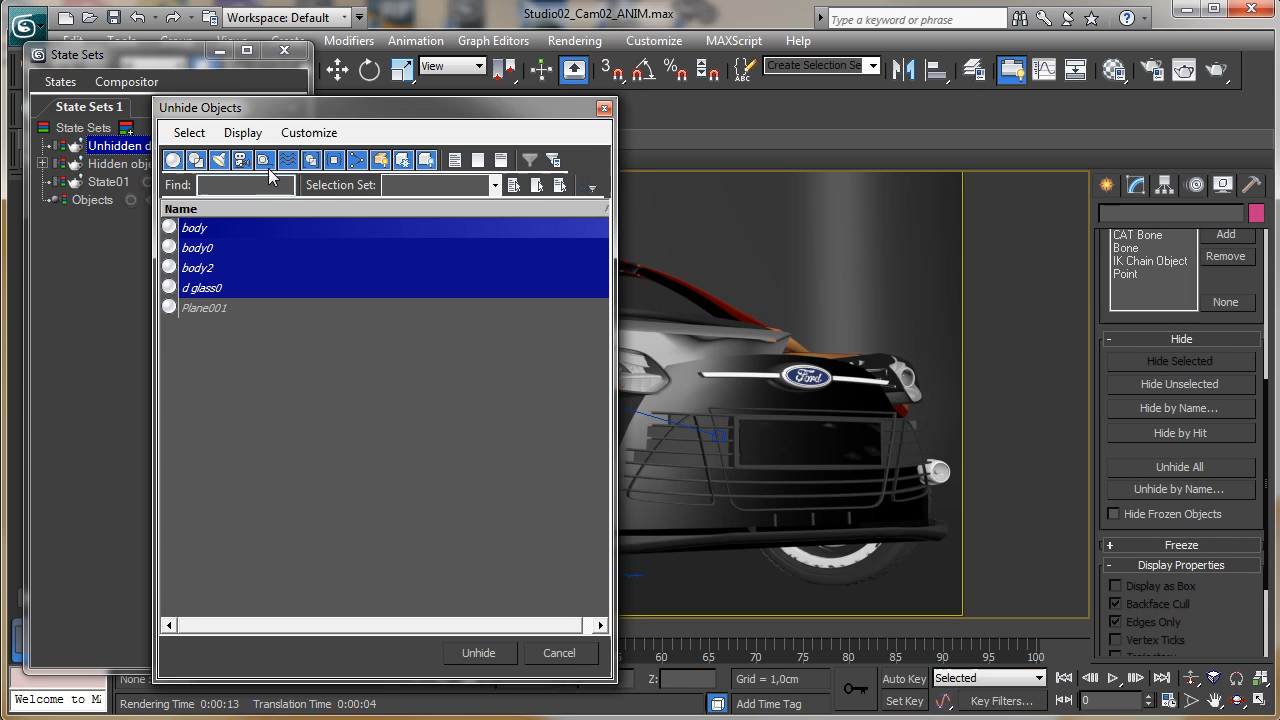 Workspace: Default
Studio02_Cam02_ANIM.max
Type a keyword or phrase
Modifiers
Animation
Graph Editors
Rendering
Customize
MAXScript
Help
State Sets
States
Compositor
State Sets 1
State Sets
Unhidden d
Hidden obje
State01
Objects
View
Create Selection Se
Unhide Objects
Select
Display
Customize
Find:
Selection Set:
Name
body
body0
body2
d glass0
Plane001
Unhide
Cancel
Ford
CAT Bone
Bone
IK Chain Object
Point
Add
Remove
None
- Hide
Hide Selected
Hide Unselected
Hide by Name...
Hide by Hit
Unhide All
Unhide by Name...
Hide Frozen Objects
+ Freeze
- Display Properties
Display as Box
Backface Cull
Edges Only
Vertex Ticks
60 65 70 75 80 85 90 95 100
None S
Z:
Grid = 1,0cm
Auto Key
Selected
Welcome to M
Rendering Time 0:00:13
Translation Time 0:00:04
Add Time Tag
Set Key
Key Filters...
0